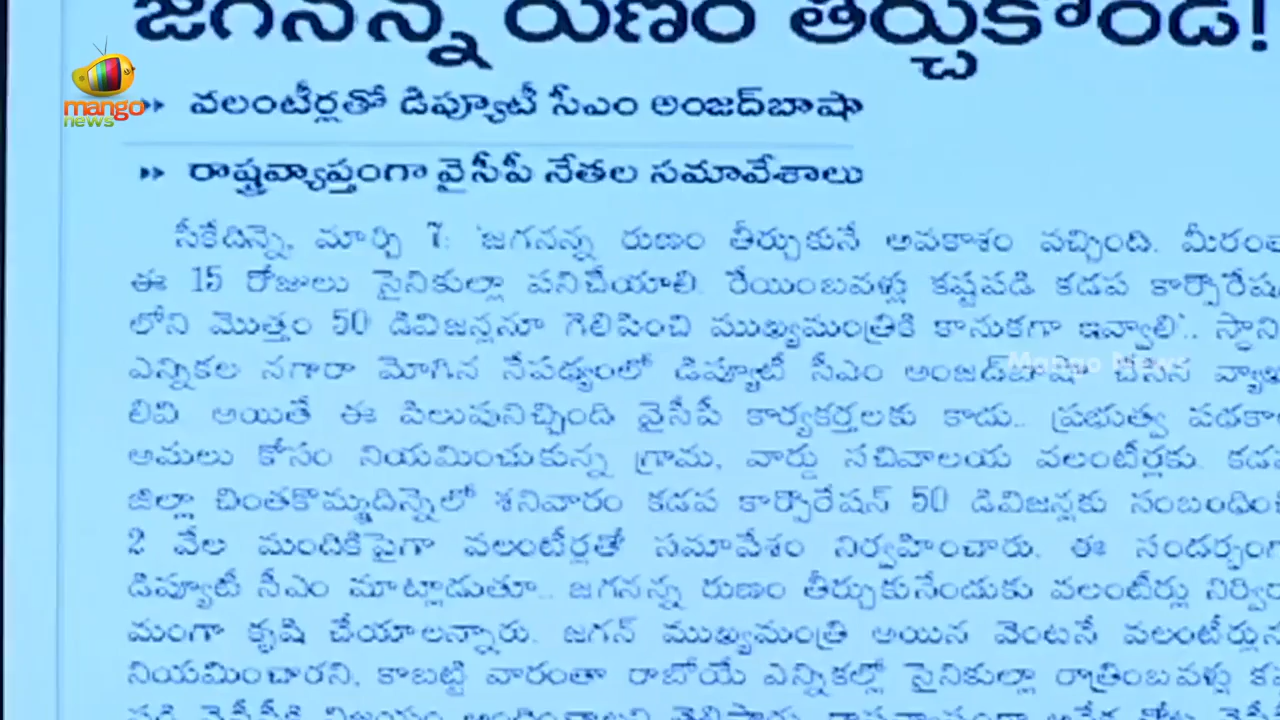 జగనన్న రుణం తీర్చుకోండి!
mango
news
» వలంటీర్లతో డిప్యూటీ సీఎం అంజద్‌బాషా
» రాష్ట్రవ్యాప్తంగా వైసీపీ నేతల సమావేశాలు
సీకేదిన్నె, మార్చి 7: 'జగనన్న రుణం తీర్చుకునే అవకాశం వచ్చింది. మీరంతా
ఈ 15 రోజులు సైనికుల్లా పనిచేయాలి. రేయింబవళ్లు కష్టపడి కడప కార్పొరేష
లోని మొత్తం 50 డివిజన్లనూ గెలిపించి ముఖ్యమంత్రికి కానుకగా ఇవ్వాలి'.. స్థాని
Mango News
ఎన్నికల నగారా మోగిన నేపథ్యంలో డిప్యూటీ సీఎం అంజద్‌బాషా చేసిన వ్యాఖ
లివి. అయితే ఈ పిలుపునిచ్చింది వైసీపీ కార్యకర్తలకు కాదు.. ప్రభుత్వ పథకా
అమలు కోసం నియమించుకున్న గ్రామ, వార్డు సచివాలయ వలంటీర్లకు. కడప
జిల్లా చింతకొమ్మదిన్నెలో శనివారం కడప కార్పొరేషన్ 50 డివిజన్లకు సంబంధిం
2 వేల మందికిపైగా వలంటీర్లతో సమావేశం నిర్వహించారు. ఈ సందర్భంగా
డిప్యూటీ సీఎం మాట్లాడుతూ.. జగనన్న రుణం తీర్చుకునేందుకు వలంటీర్లు నిర్విరా
మంగా కృషి చేయాలన్నారు. జగన్ ముఖ్యమంత్రి అయిన వెంటనే వలంటీర్లన
నియమించారని, కాబట్టి వారంతా రాబోయే ఎన్నికల్లో సైనికుల్లా రాత్రింబవళ్లు కష